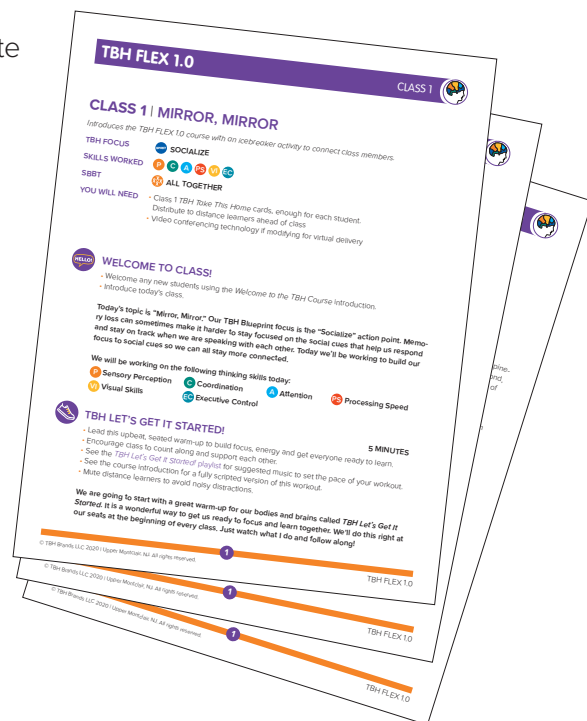 te
TBH FLEX 1.0
CLASS 1
CLASS 1 | MIRROR, MIRROR
Introduces the TBH FLEX 1.0 course with an icebreaker activity to connect class members.
TBH FOCUS
SOCIALIZE
SKILLS WORKED
P C A PS VI EC
SBBT
ALL TOGETHER
YOU WILL NEED
• Class 1 TBH Take This Home cards, enough for each student.
Distribute to distance learners ahead of class
• Video conferencing technology if modifying for virtual delivery
HELLO!
WELCOME TO CLASS!
• Welcome any new students using the Welcome to the TBH Course Introduction.
• Introduce today's class.
Today's topic is "Mirror, Mirror." Our TBH Blueprint focus is the "Socialize" action point. Memo-
ry loss can sometimes make it harder to stay focused on the social cues that help us respond
and stay on track when we are speaking with each other. Today we'll be working to build our
focus to social cues so we can all stay more connected.
We will be working on the following thinking skills today:
P Sensory Perception
C Coordination
A Attention
PS Processing Speed
VI Visual Skills
EC Executive Control
TBH LET'S GET IT STARTED!
5 MINUTES
• Lead this upbeat, seated warm-up to build focus, energy and get everyone ready to learn.
• Encourage class to count along and support each other.
• See the TBH Let's Get It Started! playlist for suggested music to set the pace of your workout.
• See the course introduction for a fully scripted version of this workout.
• Mute distance learners to avoid noisy distractions.
We are going to start with a great warm-up for our bodies and brains called TBH Let's Get It
Started. It is a wonderful way to get us ready to focus and learn together. We'll do this right at
our seats at the beginning of every class. Just watch what I do and follow along!
© TBH Brands LLC 2020 | Upper Montclair, NJ. All rights reserved.
1
TBH FLEX 1.0
© TBH Brands LLC 2020 | Upper Montclair, NJ. All rights reserved.
1
TBH FLEX 1.0
© TBH Brands LLC 2020 | Upper Montclair, NJ. All rights reserved.
1
TBH FLEX 1.0
pine-
nd,
of